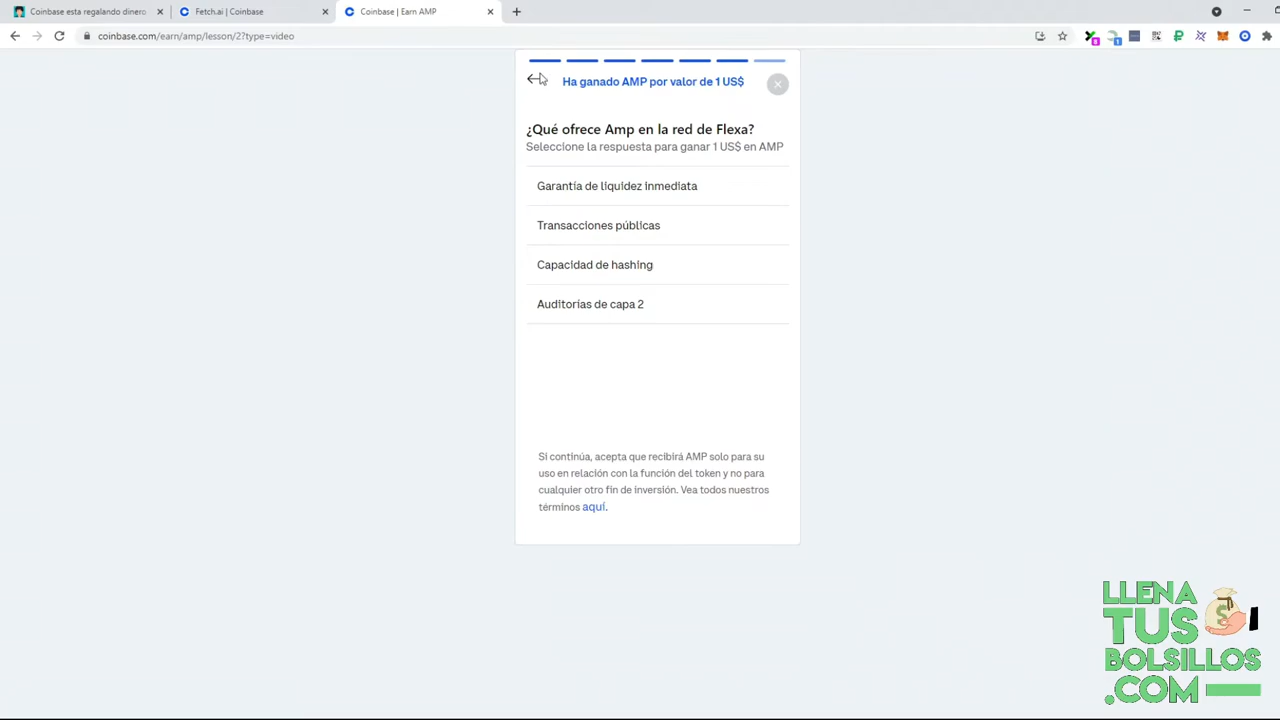 Coinbase esta regalando dinero
Fetch.ai | Coinbase
Coinbase | Earn AMP
coinbase.com/earn/amp/lesson/2?type=video
Ha ganado AMP por valor de 1 US$
¿Qué ofrece Amp en la red de Flexa?
Seleccione la respuesta para ganar 1 US$ en AMP
Garantía de liquidez inmediata
Transacciones públicas
Capacidad de hashing
Auditorías de capa 2
Si continúa, acepta que recibirá AMP solo para su
uso en relación con la función del token y no para
cualquier otro fin de inversión. Vea todos nuestros
términos aquí.
LLENA
TUS
BOLSILLOS
.COM